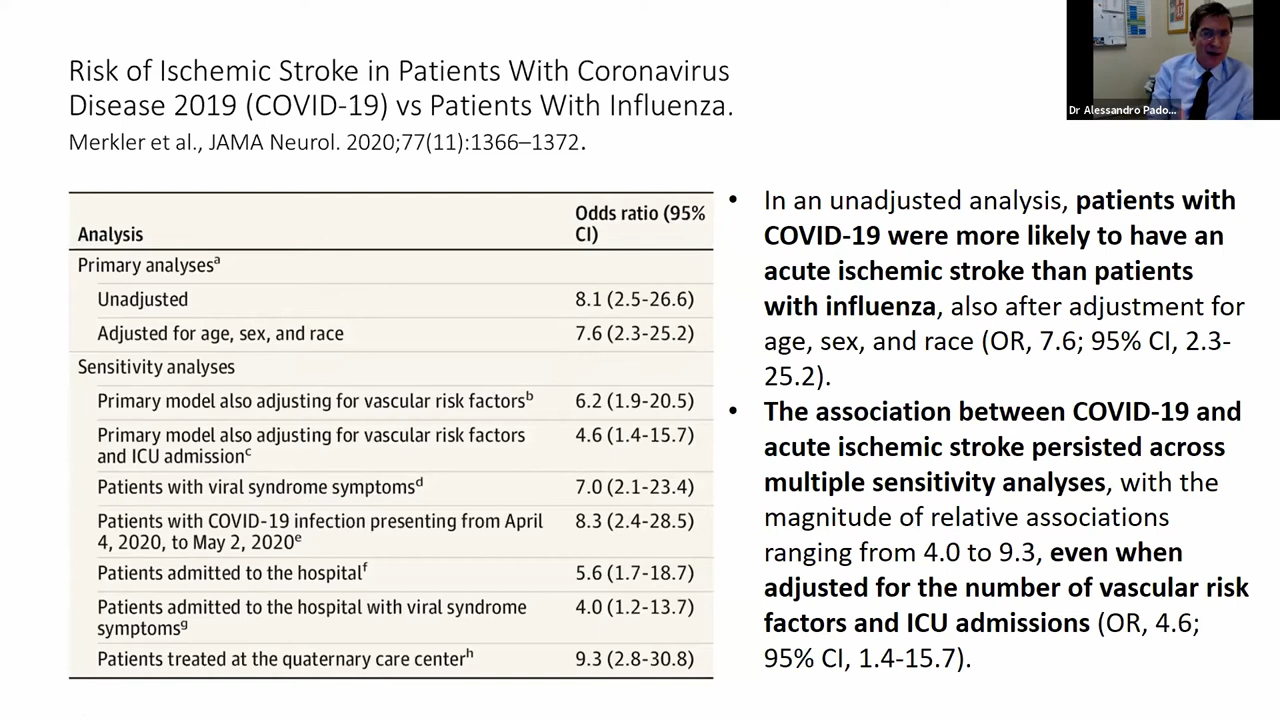 Risk of Ischemic Stroke in Patients With Coronavirus
Disease 2019 (COVID-19) vs Patients With Influenza.
Merkler et al., JAMA Neurol. 2020;77(11):1366–1372.
Dr Alessandro Pado...
Analysis
Odds ratio (95%
CI)
Primary analysesa
Unadjusted 8.1 (2.5-26.6)
Adjusted for age, sex, and race 7.6 (2.3-25.2)
Sensitivity analyses
Primary model also adjusting for vascular risk factorsb 6.2 (1.9-20.5)
Primary model also adjusting for vascular risk factors 4.6 (1.4-15.7)
and ICU admissionc
Patients with viral syndrome symptomsd 7.0 (2.1-23.4)
Patients with COVID-19 infection presenting from April 8.3 (2.4-28.5)
4, 2020, to May 2, 2020e
Patients admitted to the hospitalf 5.6 (1.7-18.7)
Patients admitted to the hospital with viral syndrome 4.0 (1.2-13.7)
symptomsg
Patients treated at the quaternary care centerh 9.3 (2.8-30.8)
• In an unadjusted analysis, patients with
COVID-19 were more likely to have an
acute ischemic stroke than patients
with influenza, also after adjustment for
age, sex, and race (OR, 7.6; 95% CI, 2.3-
25.2).
• The association between COVID-19 and
acute ischemic stroke persisted across
multiple sensitivity analyses, with the
magnitude of relative associations
ranging from 4.0 to 9.3, even when
adjusted for the number of vascular risk
factors and ICU admissions (OR, 4.6;
95% CI, 1.4-15.7).